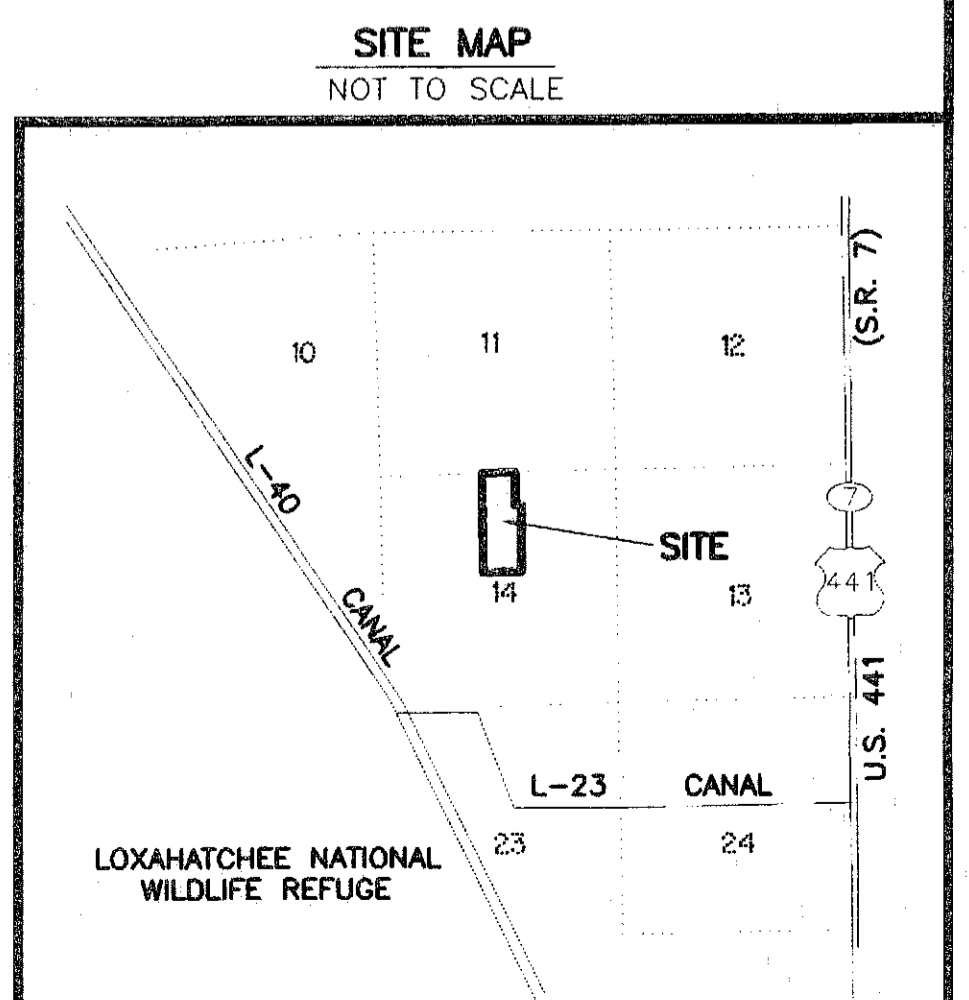 SITE MAP
NOT TO SCALE
(S.R. 7)
10
11
12
L-40
CANAL
7
SITE
441
14
13
U.S. 441
L-23 CANAL
23
24
LOXAHATCHEE NATIONAL
WILDLIFE REFUGE